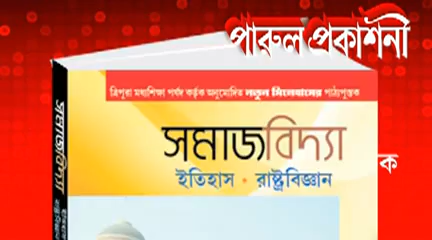 পারুল প্রকাশনী
ত্রিপুরা মধ্যশিক্ষা পর্ষদ কর্তৃক অনুমোদিত নতুন সিলেবাসের পাঠ্যপুস্তক
সমাজবিদ্যা
ইতিহাস · রাষ্ট্রবিজ্ঞান
ক
সমাজবিদ্যা